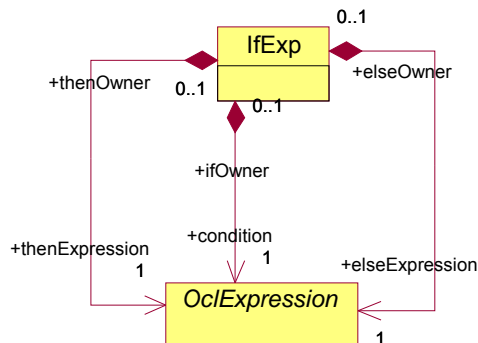 0..1
IfExp
+thenOwner
+elseOwner
0..1
0..1
+ifOwner
+thenExpression
+condition
+elseExpression
1
1
OclExpression
1